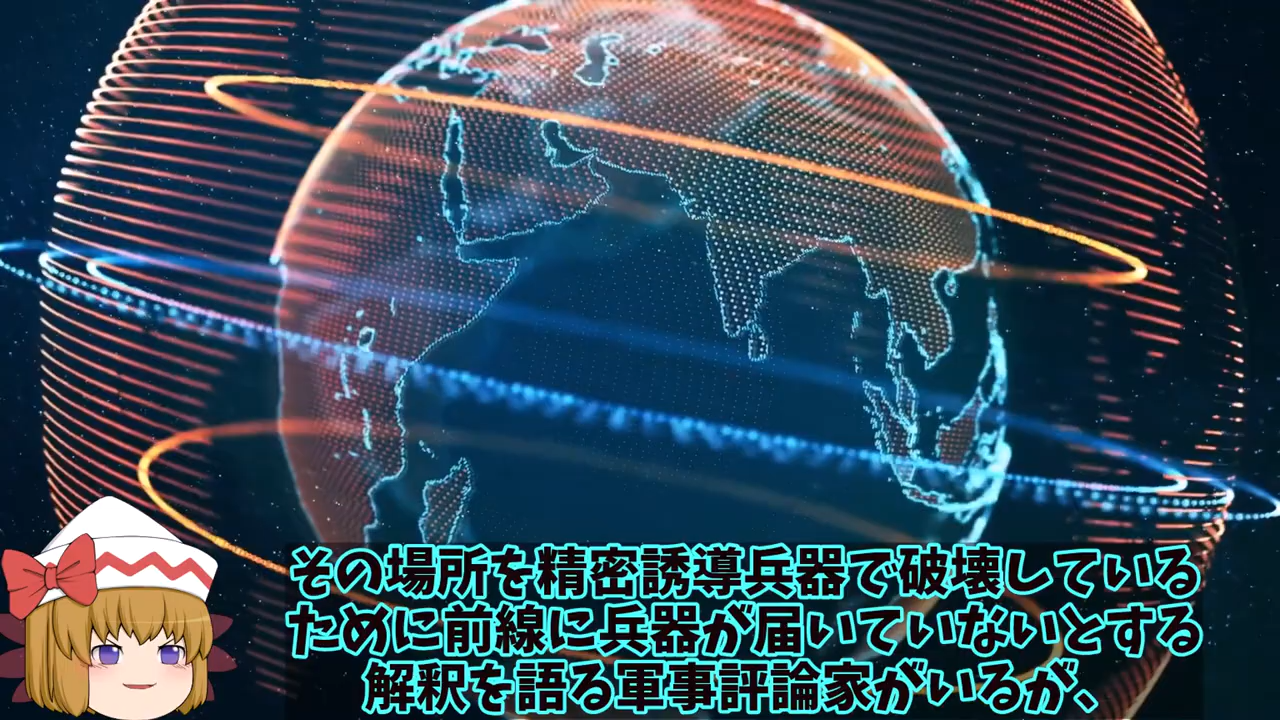 その場所を精密誘導兵器で破壊している
ために前線に兵器が届いていないとする
解釈を語る軍事評論家がいるが、